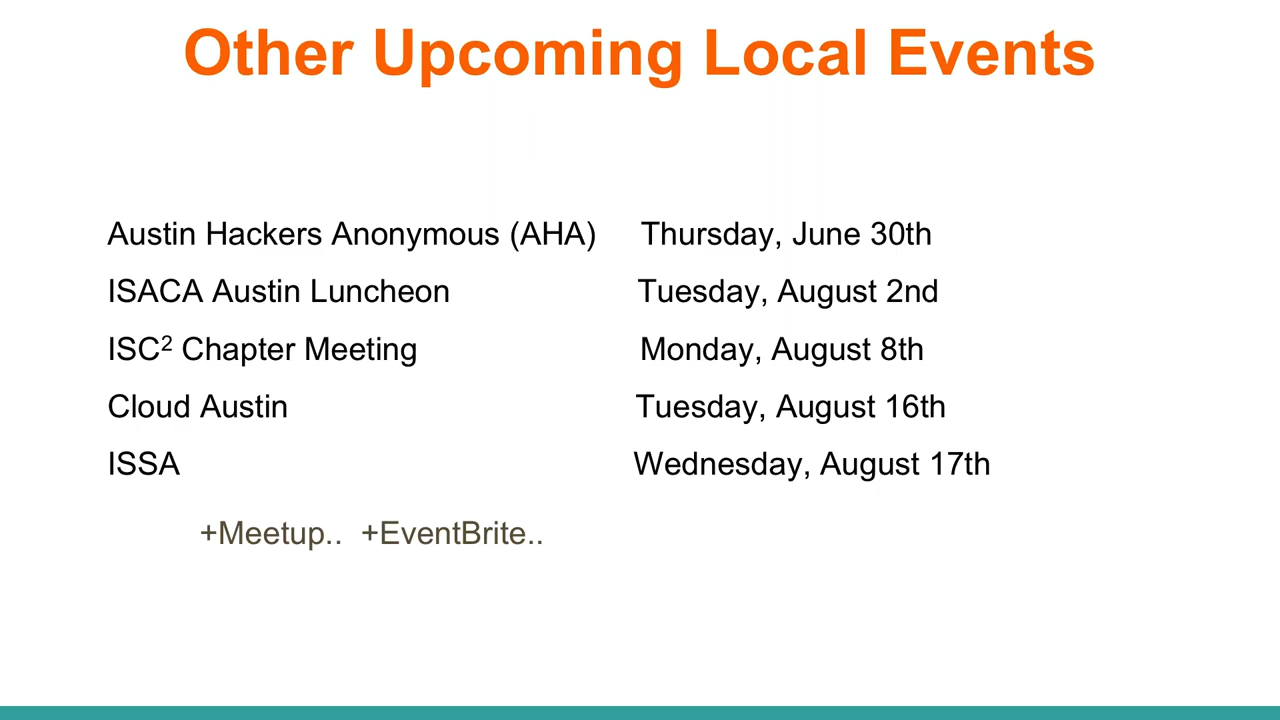 Other Upcoming Local Events
Austin Hackers Anonymous (AHA) Thursday, June 30th
ISACA Austin Luncheon Tuesday, August 2nd
ISC² Chapter Meeting Monday, August 8th
Cloud Austin Tuesday, August 16th
ISSA Wednesday, August 17th
+Meetup.. +EventBrite..